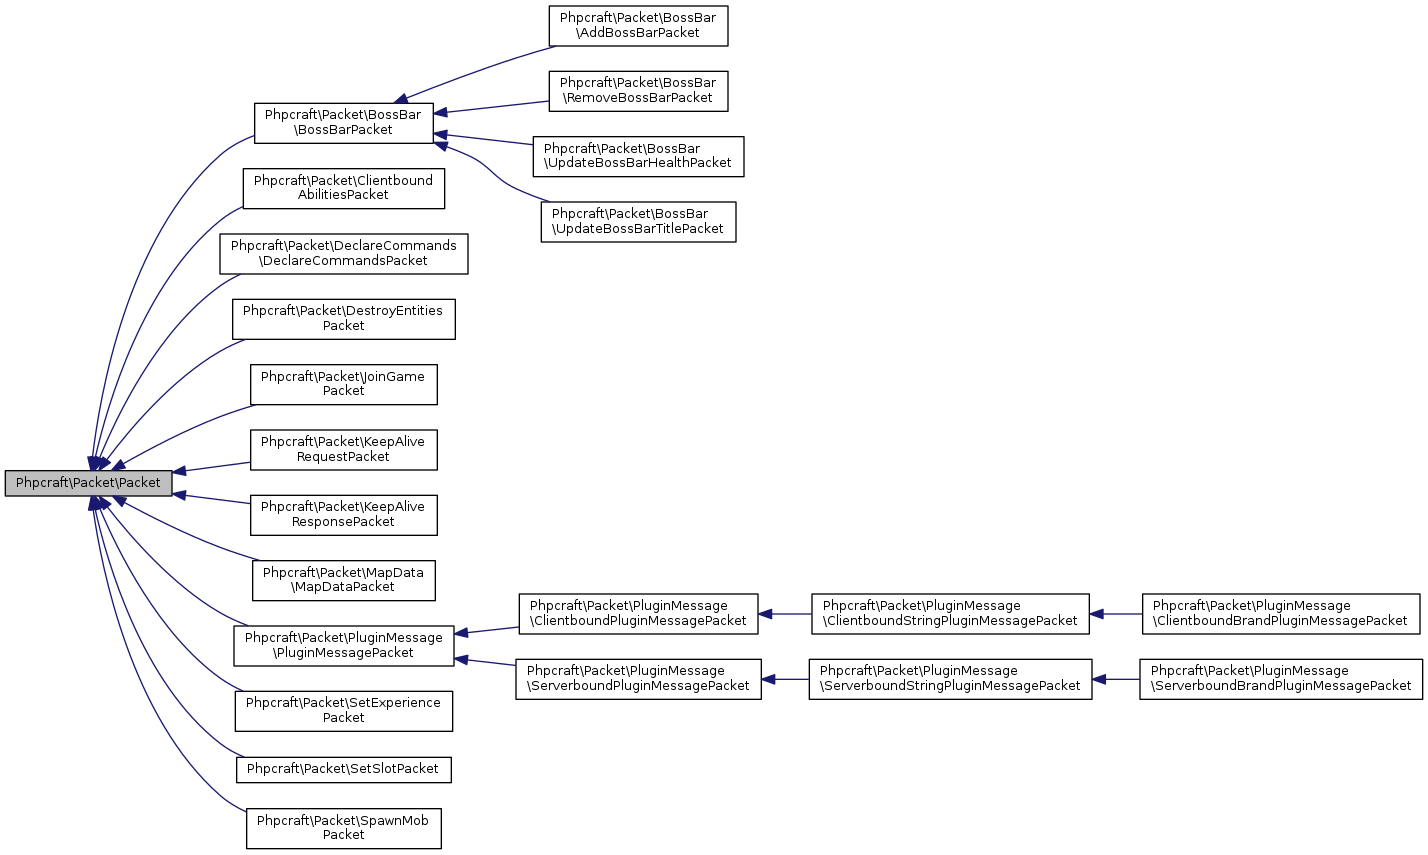 Phpcraft\Packet\BossBar
\AddBossBarPacket
Phpcraft\Packet\BossBar
\RemoveBossBarPacket
Phpcraft\Packet\BossBar
\BossBarPacket
Phpcraft\Packet\BossBar
\UpdateBossBarHealthPacket
Phpcraft\Packet\Clientbound
AbilitiesPacket
Phpcraft\Packet\BossBar
\UpdateBossBarTitlePacket
Phpcraft\Packet\DeclareCommands
\DeclareCommandsPacket
Phpcraft\Packet\DestroyEntities
Packet
Phpcraft\Packet\JoinGame
Packet
Phpcraft\Packet\KeepAlive
RequestPacket
Phpcraft\Packet\Packet
Phpcraft\Packet\KeepAlive
ResponsePacket
Phpcraft\Packet\MapData
\MapDataPacket
Phpcraft\Packet\PluginMessage
\PluginMessagePacket
Phpcraft\Packet\PluginMessage
\ClientboundPluginMessagePacket
Phpcraft\Packet\PluginMessage
\ClientboundStringPluginMessagePacket
Phpcraft\Packet\PluginMessage
\ClientboundBrandPluginMessagePacket
Phpcraft\Packet\PluginMessage
\ServerboundPluginMessagePacket
Phpcraft\Packet\PluginMessage
\ServerboundStringPluginMessagePacket
Phpcraft\Packet\PluginMessage
\ServerboundBrandPluginMessagePacket
Phpcraft\Packet\SetExperience
Packet
Phpcraft\Packet\SetSlotPacket
Phpcraft\Packet\SpawnMob
Packet